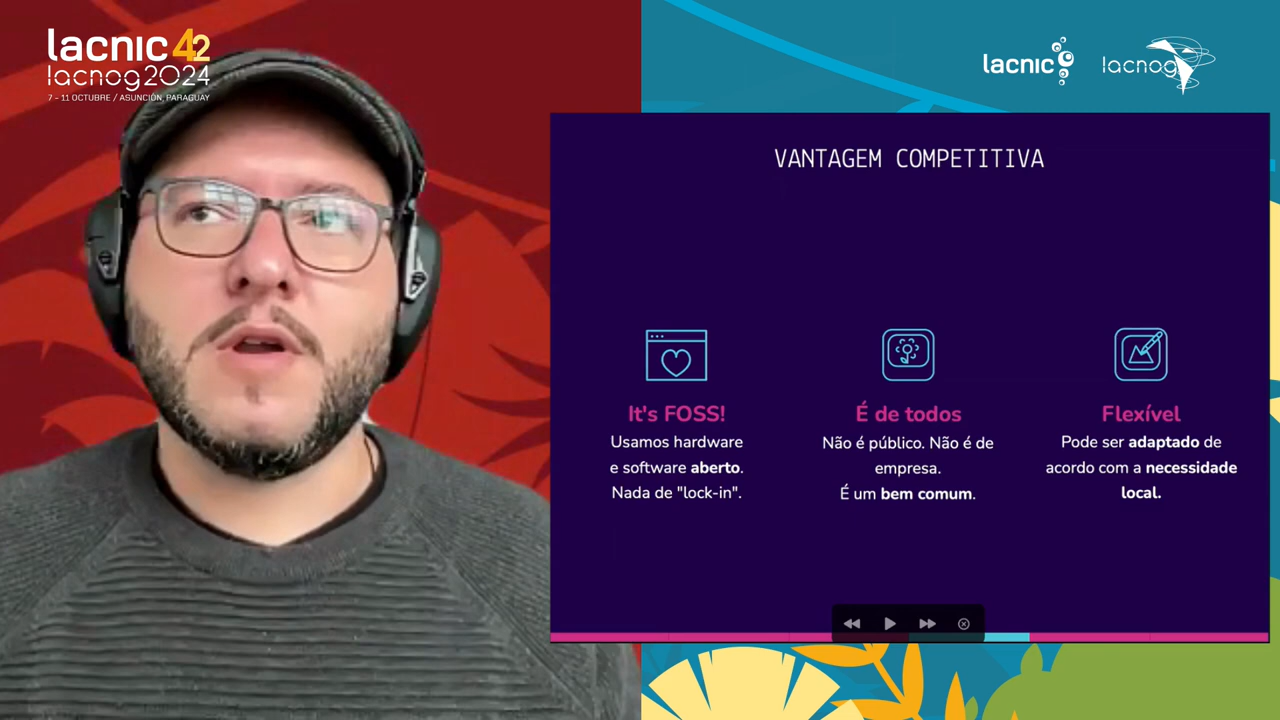 lacnic 42
lacnog2024
7 - 11 OCTUBRE / ASUNCIÓN, PARAGUAY
lacnic
lacnog
VANTAGEM COMPETITIVA
It's FOSS!
Usamos hardware
e software aberto.
Nada de "lock-in".
É de todos
Não é público. Não é de
empresa.
É um bem comum.
Flexível
Pode ser adaptado de
acordo com a necessidade
local.